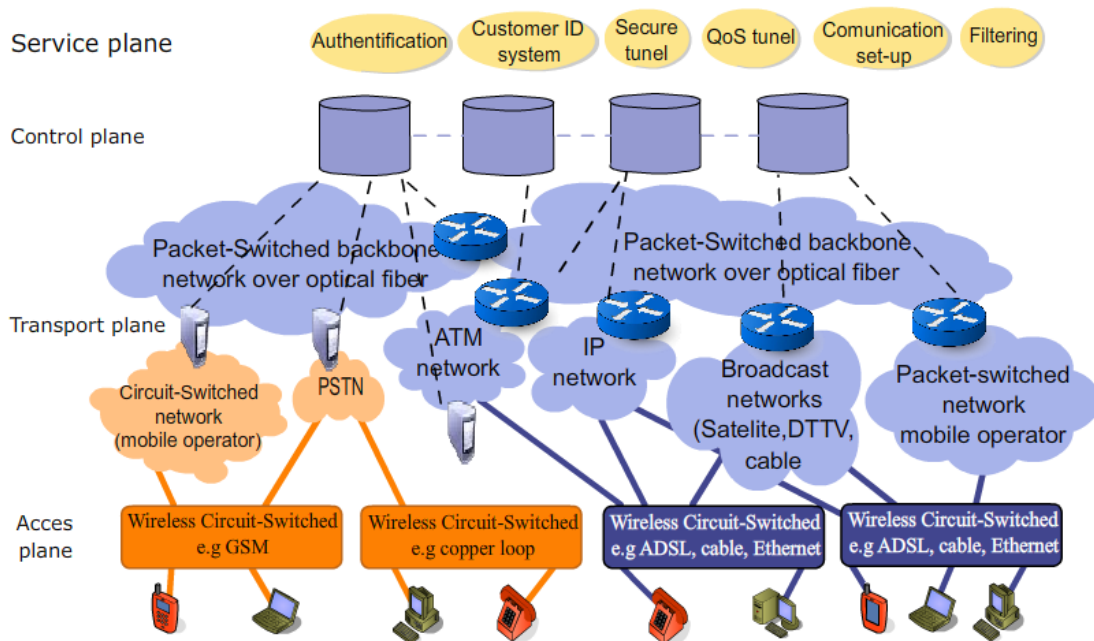 Service plane
Authentification
Customer ID
system
Secure
tunel
QoS tunel
Comunication
set-up
Filtering
Control plane
Packet-Switched backbone
network over optical fiber
Packet-Switched backbone
network over optical fiber
Transport plane
Circuit-Switched
network
(mobile operator)
PSTN
ATM
network
IP
network
Broadcast
networks
(Satelite,DTTV,
cable
Packet-switched
network
mobile operator
Acces
plane
Wireless Circuit-Switched
e.g GSM
Wireless Circuit-Switched
e.g copper loop
Wireless Circuit-Switched
e.g ADSL, cable, Ethernet
Wireless Circuit-Switched
e.g ADSL, cable, Ethernet